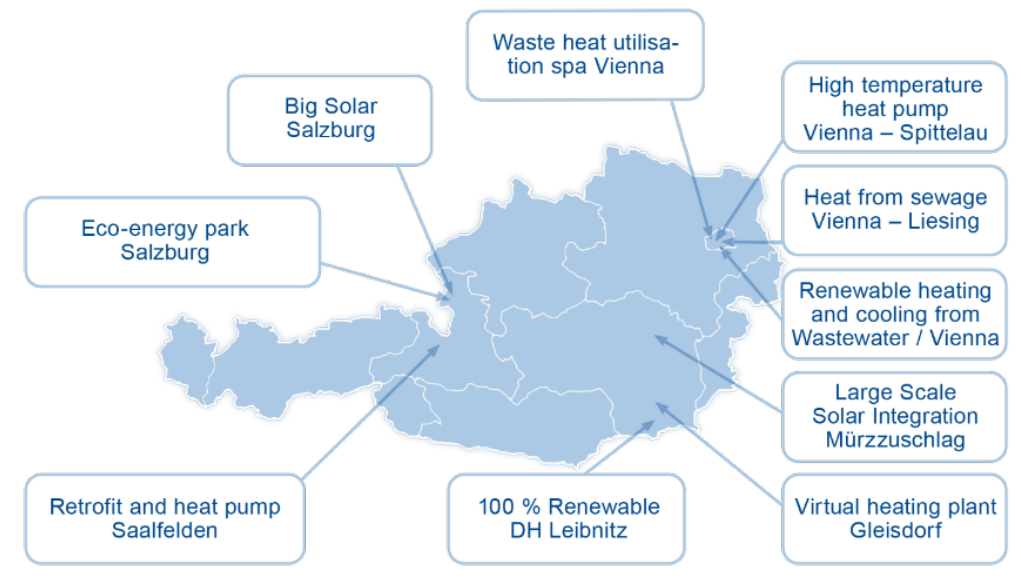 Waste heat utilisa-
tion spa Vienna
Big Solar
Salzburg
High temperature
heat pump
Vienna – Spittelau
Eco-energy park
Salzburg
Heat from sewage
Vienna – Liesing
Renewable heating
and cooling from
Wastewater / Vienna
Large Scale
Solar Integration
Mürzzuschlag
Retrofit and heat pump
Saalfelden
100 % Renewable
DH Leibnitz
Virtual heating plant
Gleisdorf